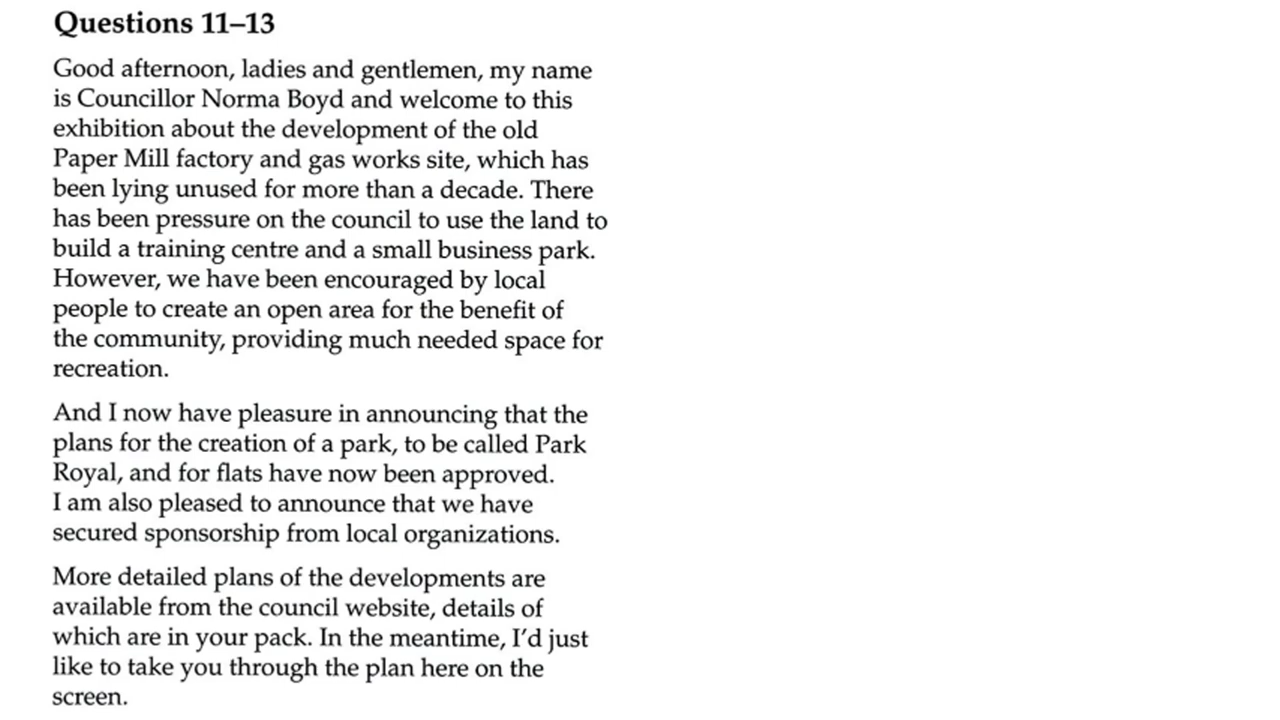 Questions 11–13
Good afternoon, ladies and gentlemen, my name
is Councillor Norma Boyd and welcome to this
exhibition about the development of the old
Paper Mill factory and gas works site, which has
been lying unused for more than a decade. There
has been pressure on the council to use the land to
build a training centre and a small business park.
However, we have been encouraged by local
people to create an open area for the benefit of
the community, providing much needed space for
recreation.
And I now have pleasure in announcing that the
plans for the creation of a park, to be called Park
Royal, and for flats have now been approved.
I am also pleased to announce that we have
secured sponsorship from local organizations.
More detailed plans of the developments are
available from the council website, details of
which are in your pack. In the meantime, I'd just
like to take you through the plan here on the
screen.